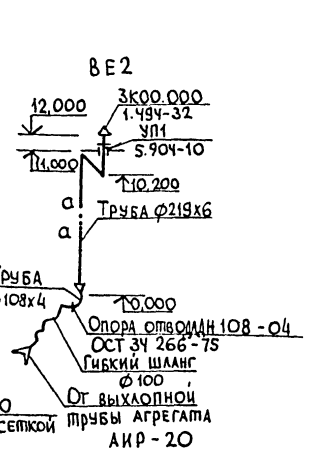 ВЕ2
12,000
ЗК00.000
1.494-32
УП1
5.904-10
11,000
10,200
а
ТРУБА ф219х6
а
РУБА
108х4
0,000
ОПОРА ОТВОДДН 108-04
ОСТ 34 266-75
ГИБКИЙ ШЛАНГ
ф100
ОТ ВЫХЛОПНОЙ
О
СЕТКОЙ
ТРУБЫ АГРЕГАТА
АИР-20